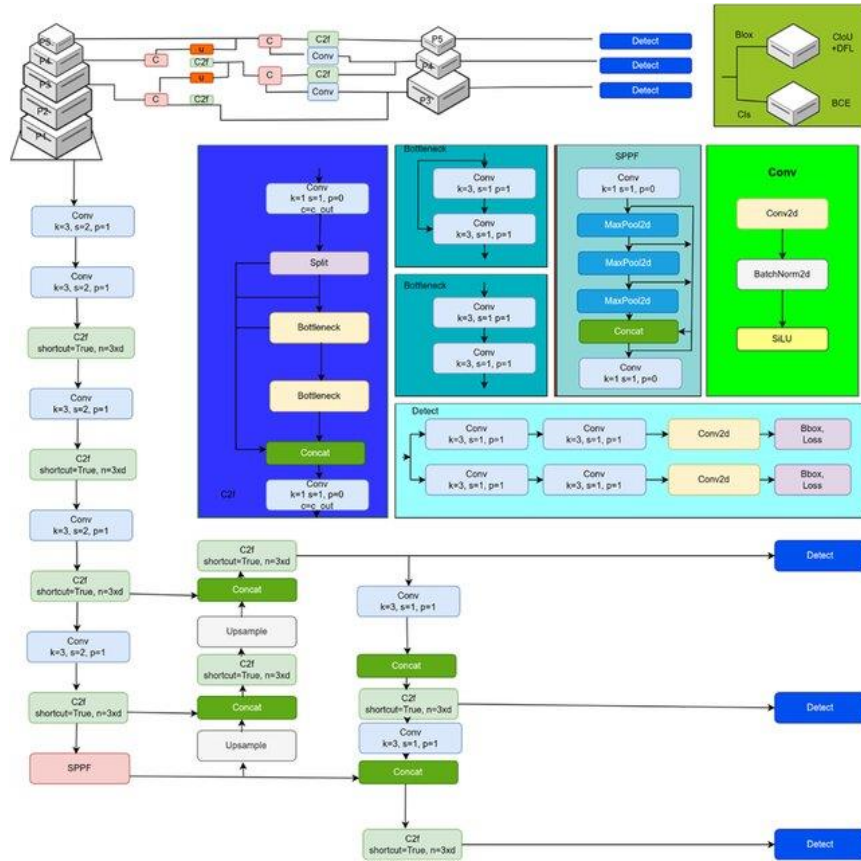 P5
P4
P3
P2
P1
U
C
C2f
U
C
C2f
C
C2f
Conv
C
C2f
Conv
P5
P4
P3
Detect
Detect
Detect
Blox
CIoU
+DFL
Cls
BCE
Conv
k=3, s=2, p=1
Conv
k=3, s=2, p=1
C2f
shortcut=True, n=3xd
Conv
k=3, s=2, p=1
C2f
shortcut=True, n=3xd
Conv
k=3, s=2, p=1
C2f
shortcut=True, n=3xd
Conv
k=3, s=2, p=1
C2f
shortcut=True, n=3xd
SPPF
Conv
k=1 s=1, p=0
c=c_out
Split
Bottleneck
Bottleneck
Concat
Conv
k=1 s=1, p=0
c=c_out
C2f
Bottleneck
Conv
k=3, s=1 p=1
Conv
k=3, s=1, p=1
Bottleneck
Conv
k=3, s=1, p=1
Conv
k=3, s=1, p=1
SPPF
Conv
k=1 s=1, p=0
MaxPool2d
MaxPool2d
MaxPool2d
Concat
Conv
k=1 s=1, p=0
Conv
Conv2d
BatchNorm2d
SiLU
Detect
Conv
k=3, s=1, p=1
Conv
k=3, s=1, p=1
Conv2d
Bbox,
Loss
Conv
k=3, s=1, p=1
Conv
k=3, s=1, p=1
Conv2d
Bbox,
Loss
C2f
shortcut=True, n=3xd
Concat
Upsample
C2f
shortcut=True, n=3xd
Concat
Upsample
Conv
k=3, s=1, p=1
Concat
C2f
shortcut=True, n=3xd
Conv
k=3, s=1, p=1
Concat
C2f
shortcut=True, n=3xd
Detect
Detect
Detect